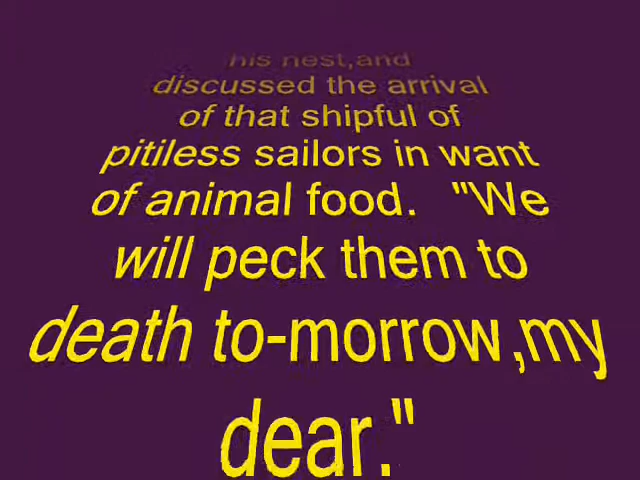 his nest,and
discussed the arrival
of that shipful of
pitiless sailors in want
of animal food.   "We
will peck them to
death to-morrow,my
dear."